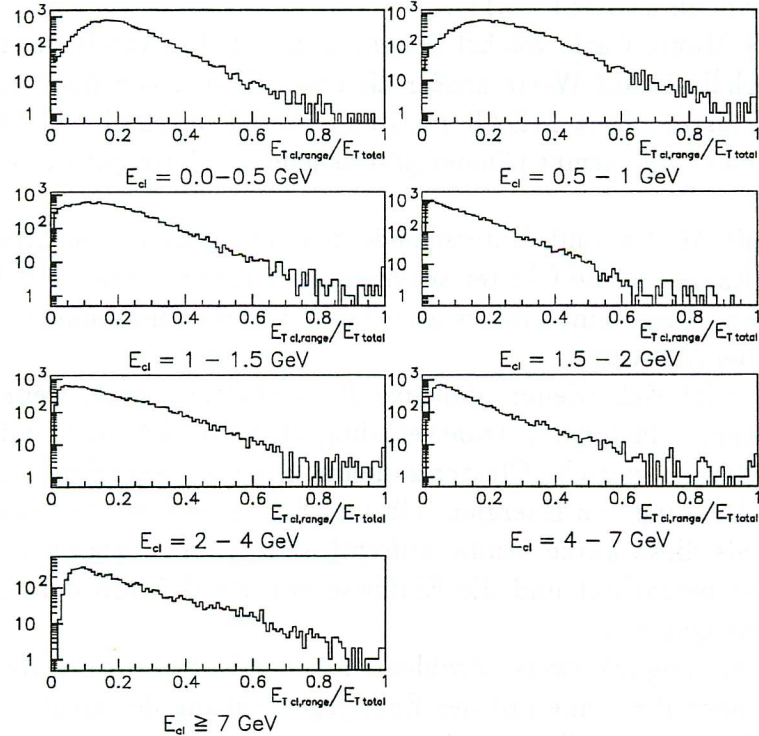 10³ 10² 10 1
0 0.2 0.4 0.6 0.8 1
E_T cl,range/E_T total
E_cl = 0.0–0.5 GeV
10³ 10² 10 1
0 0.2 0.4 0.6 0.8 1
E_T cl,range/E_T total
E_cl = 0.5 – 1 GeV
10³ 10² 10 1
0 0.2 0.4 0.6 0.8 1
E_T cl,range/E_T total
E_cl = 1 – 1.5 GeV
10³ 10² 10 1
0 0.2 0.4 0.6 0.8 1
E_T cl,range/E_T total
E_cl = 1.5 – 2 GeV
10³ 10² 10 1
0 0.2 0.4 0.6 0.8 1
E_T cl,range/E_T total
E_cl = 2 – 4 GeV
10³ 10² 10 1
0 0.2 0.4 0.6 0.8 1
E_T cl,range/E_T total
E_cl = 4 – 7 GeV
10² 10 1
0 0.2 0.4 0.6 0.8 1
E_T cl,range/E_T total
E_cl ≧ 7 GeV